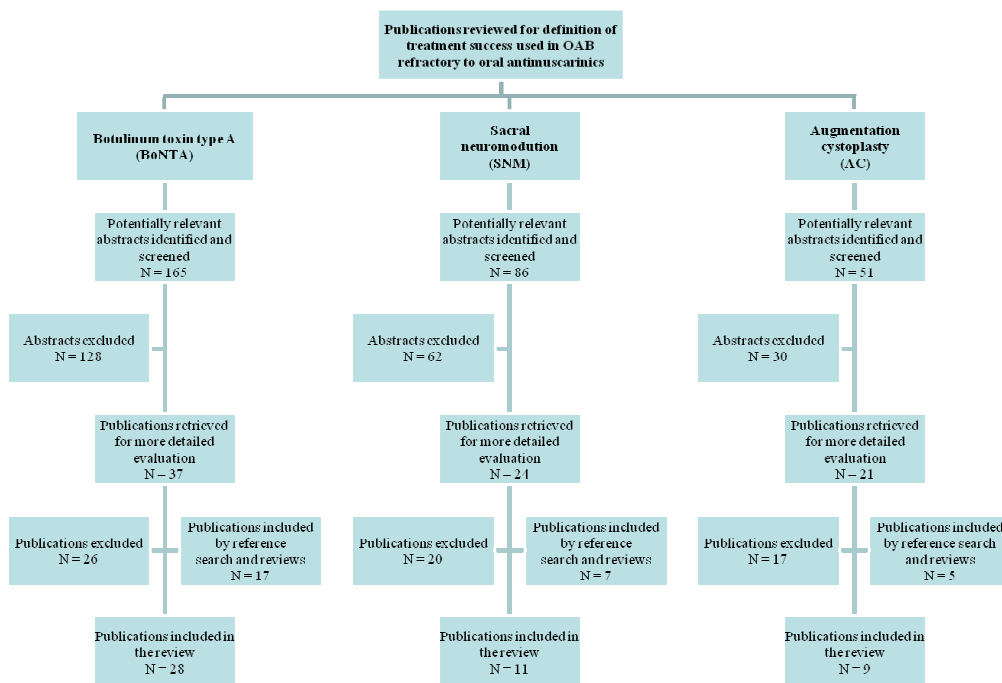 Publications reviewed for definition of
treatment success used in OAB
refractory to oral antimuscarinics
Botulinum toxin type A
(BoNTA)
Sacral
neuromodution
(SNM)
Augmentation
cystoplasty
(AC)
Potentially relevant
abstracts identified and
screened
N = 165
Potentially relevant
abstracts identified and
screened
N = 86
Potentially relevant
abstracts identified and
screened
N = 51
Abstracts excluded
N = 128
Abstracts excluded
N = 62
Abstracts excluded
N = 30
Publications retrieved
for more detailed
evaluation
N = 37
Publications retrieved
for more detailed
evaluation
N = 24
Publications retrieved
for more detailed
evaluation
N = 21
Publications excluded
N = 26
Publications included
by reference
search and reviews
N = 17
Publications excluded
N = 20
Publications included
by reference
search and reviews
N = 7
Publications excluded
N = 17
Publications included
by reference search
and reviews
N = 5
Publications included in
the review
N = 28
Publications included in
the review
N = 11
Publications included in
the review
N = 9